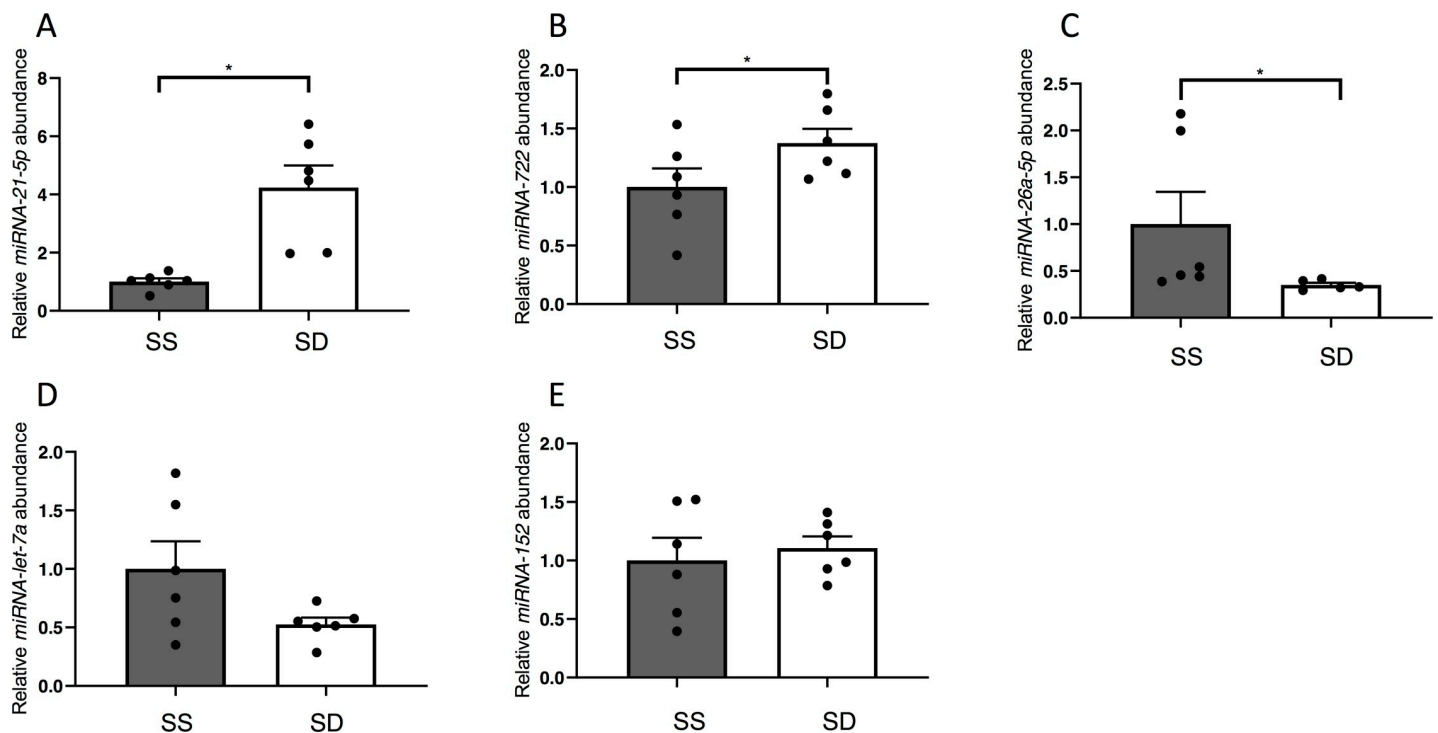 A
Relative miRNA-21-5p abundance
8
6
4
2
0
*
SS
SD
B
Relative miRNA-722 abundance
2.0
1.5
1.0
0.5
0.0
*
SS
SD
C
Relative miRNA-26a-5p abundance
2.5
2.0
1.5
1.0
0.5
0.0
*
SS
SD
D
Relative miRNA-let-7a abundance
2.0
1.5
1.0
0.5
0.0
SS
SD
E
Relative miRNA-152 abundance
2.0
1.5
1.0
0.5
0.0
SS
SD